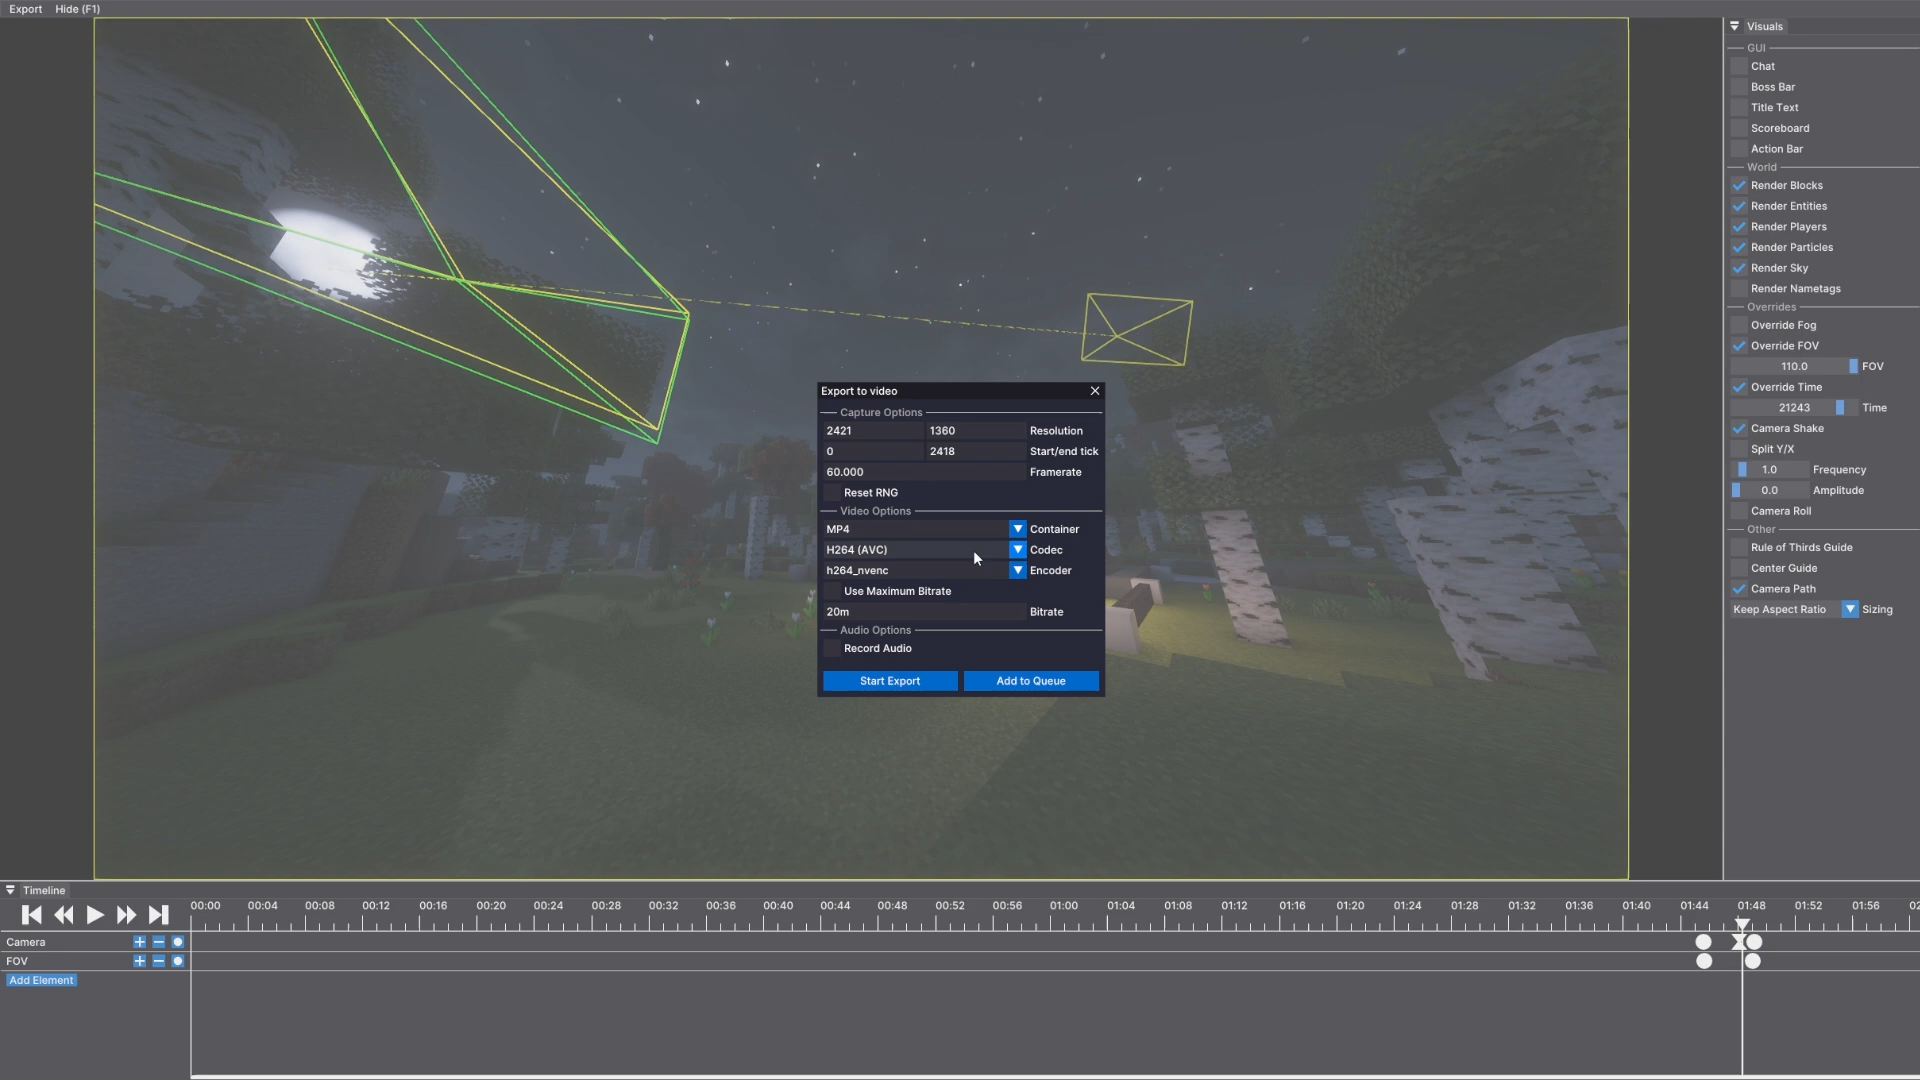 Export Hide (F1)
Visuals
GUI
Chat
Boss Bar
Title Text
Scoreboard
Action Bar
World
Render Blocks
Render Entities
Render Players
Render Particles
Render Sky
Render Nametags
Overrides
Override Fog
Override FOV
110.0 FOV
Override Time
21243 Time
Camera Shake
Split Y/X
1.0 Frequency
0.0 Amplitude
Camera Roll
Other
Rule of Thirds Guide
Center Guide
Camera Path
Keep Aspect Ratio Sizing
Export to video
Capture Options
2421 1360 Resolution
0 2418 Start/end tick
60.000 Framerate
Reset RNG
Video Options
MP4 Container
H264 (AVC) Codec
h264_nvenc Encoder
Use Maximum Bitrate
20m Bitrate
Audio Options
Record Audio
Start Export Add to Queue
Timeline
00:00 00:04 00:08 00:12 00:16 00:20 00:24 00:28 00:32 00:36 00:40 00:44 00:48 00:52 00:56 01:00 01:04 01:08 01:12 01:16 01:20 01:24 01:28 01:32 01:36 01:40 01:44 01:48 01:52 01:56
Camera
FOV
Add Element